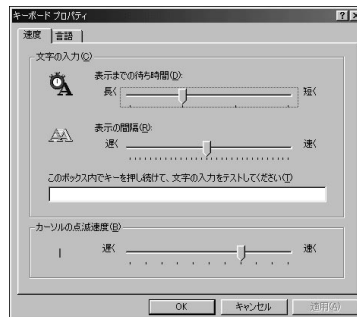 キーボード プロパティ
速度
言語
文字の入力(C)
表示までの待ち時間(D):
長く
短く
表示の間隔(R):
遅く
速く
このボックス内でキーを押し続けて、文字の入力をテストしてください(T)
カーソルの点滅速度(B)
遅く
速く
OK
キャンセル
適用(A)